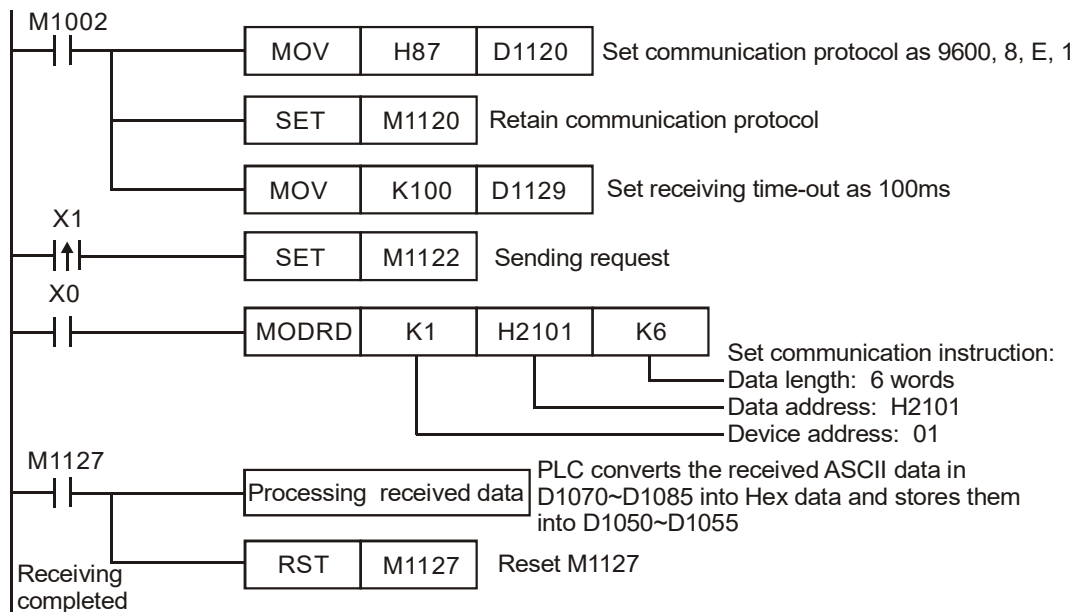 M1002
MOV H87 D1120 Set communication protocol as 9600, 8, E, 1
SET M1120 Retain communication protocol
MOV K100 D1129 Set receiving time-out as 100ms
X1
SET M1122 Sending request
X0
MODRD K1 H2101 K6
Set communication instruction:
Data length: 6 words
Data address: H2101
Device address: 01
M1127
Processing received data
PLC converts the received ASCII data in
D1070~D1085 into Hex data and stores them
into D1050~D1055
RST M1127 Reset M1127
Receiving
completed